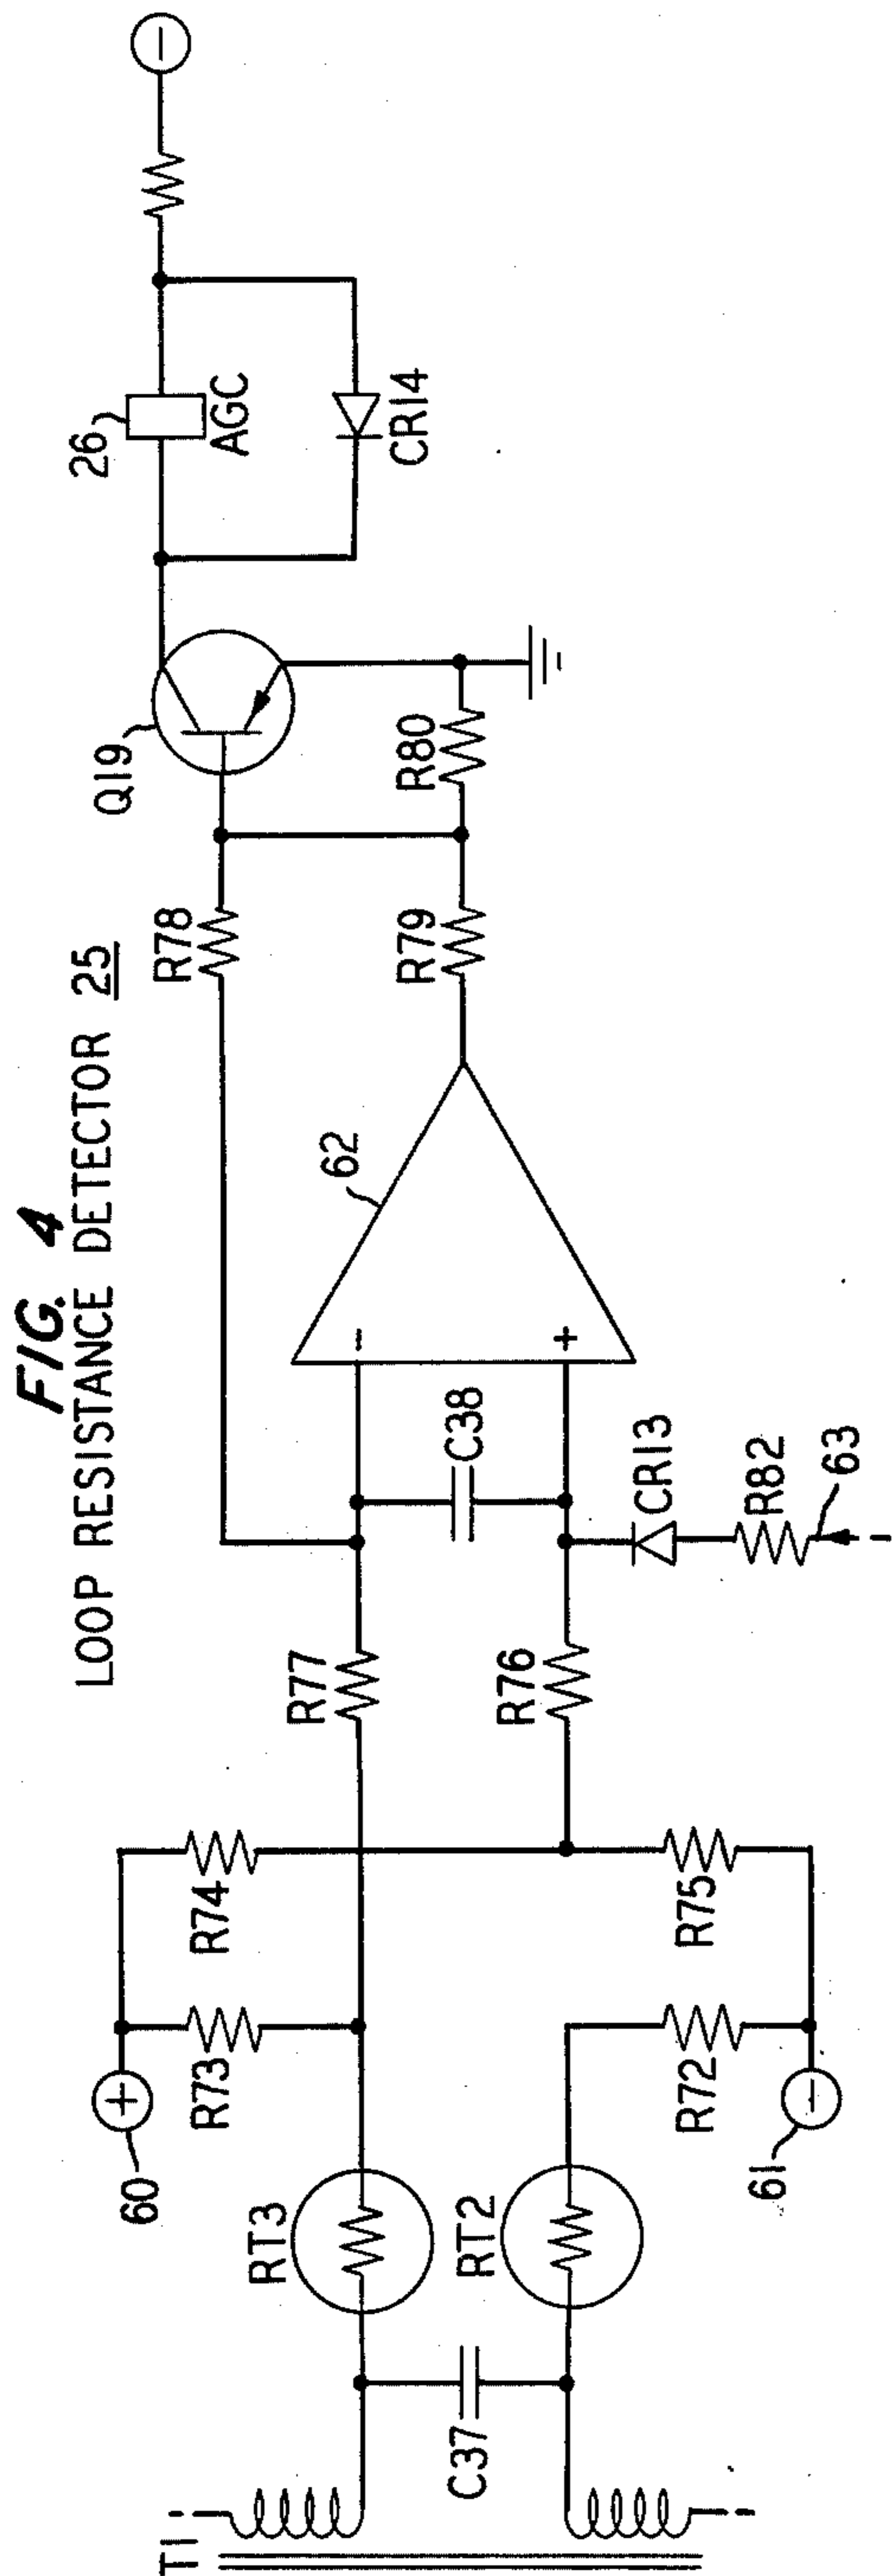 FIG. 4
LOOP RESISTANCE DETECTOR 25
T1
C37
RT3
RT2
60
+
61
-
R73
R72
R74
R75
R77
R76
C38
CR13
R82
63
-
+
62
R78
R79
R80
Q19
26
AGC
CR14
-